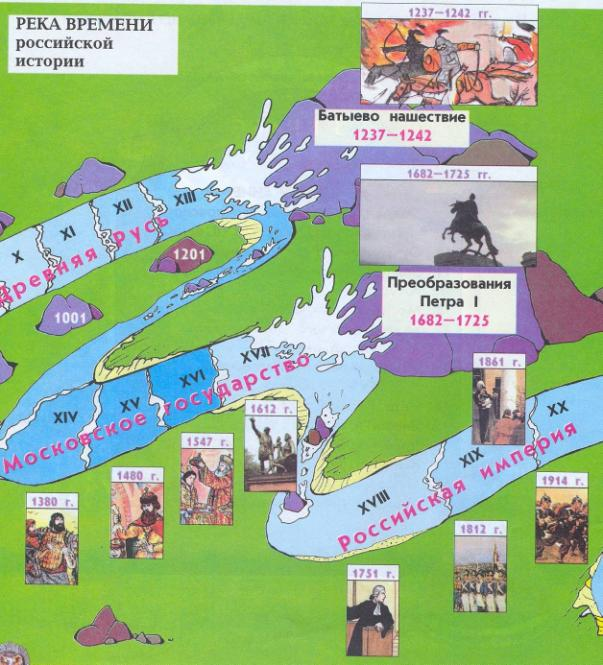 РЕКА ВРЕМЕНИ
российской
истории
1237—1242 гг.
Батыево нашествие
1237—1242
1682—1725 гг.
Преобразования
Петра I
1682—1725
X
XI
XII
XIII
Древняя Русь
1201
1001
XIV
XV
XVI
XVII
Московское государство
XVIII
XIX
XX
Российская империя
1380 г.
1480 г.
1547 г.
1612 г.
1751 г.
1812 г.
1861 г.
1914 г.